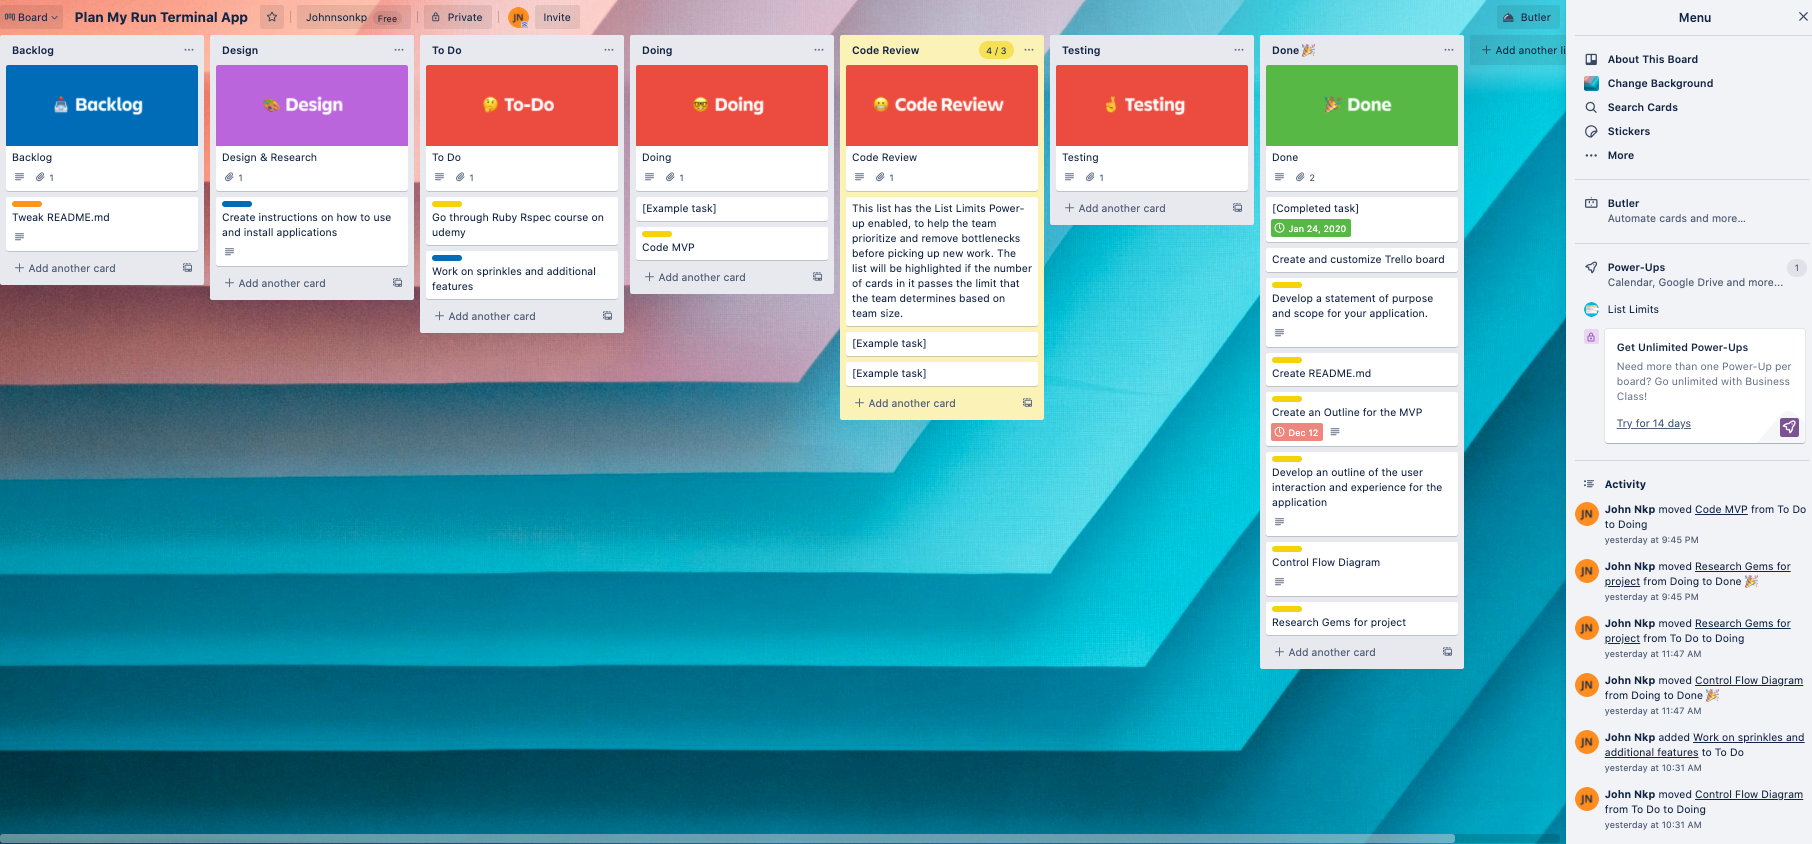 Board
Plan My Run Terminal App
Johnnsonkp Free
Private
JN
Invite
Butler
Backlog
Backlog
Backlog
1
Tweak README.md
+ Add another card
Design
Design
Design & Research
1
Create instructions on how to use
and install applications
+ Add another card
To Do
To-Do
To Do
1
Go through Ruby Rspec course on
udemy
Work on sprinkles and additional
features
+ Add another card
Doing
Doing
Doing
1
[Example task]
Code MVP
+ Add another card
Code Review
4 / 3
Code Review
Code Review
1
This list has the List Limits Power-
up enabled, to help the team
prioritize and remove bottlenecks
before picking up new work. The
list will be highlighted if the number
of cards in it passes the limit that
the team determines based on
team size.
[Example task]
[Example task]
+ Add another card
Testing
Testing
Testing
1
+ Add another card
Done 🎉
Done
Done
2
[Completed task]
Jan 24, 2020
Create and customize Trello board
Develop a statement of purpose
and scope for your application.
Create README.md
Create an Outline for the MVP
Dec 12
Develop an outline of the user
interaction and experience for the
application
Control Flow Diagram
Research Gems for project
+ Add another card
+ Add another li
Menu
About This Board
Change Background
Search Cards
Stickers
More
Butler
Automate cards and more...
Power-Ups
1
Calendar, Google Drive and more...
List Limits
Get Unlimited Power-Ups
Need more than one Power-Up per
board? Go unlimited with Business
Class!
Try for 14 days
Activity
JN
John Nkp moved Code MVP from To Do
to Doing
yesterday at 9:45 PM
JN
John Nkp moved Research Gems for
project from Doing to Done 🎉
yesterday at 9:45 PM
JN
John Nkp moved Research Gems for
project from To Do to Doing
yesterday at 11:47 AM
JN
John Nkp moved Control Flow Diagram
from Doing to Done 🎉
yesterday at 11:47 AM
JN
John Nkp added Work on sprinkles and
additional features to To Do
yesterday at 10:31 AM
JN
John Nkp moved Control Flow Diagram
from To Do to Doing
yesterday at 10:31 AM